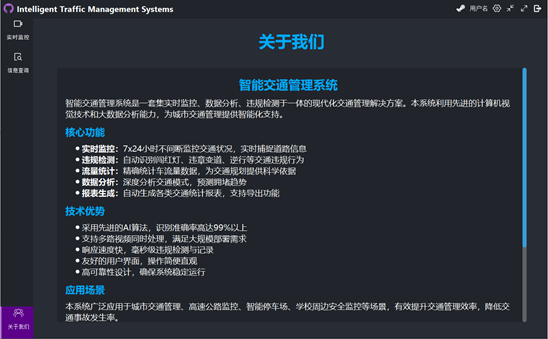 Intelligent Traffic Management Systems
用户名
实时监控
信息查询
关于我们
关于我们
智能交通管理系统
智能交通管理系统是一套集实时监控、数据分析、违规检测于一体的现代化交通管理解决方案。本系统利用先进的计算机视
觉技术和大数据分析能力，为城市交通管理提供智能化支持。
核心功能
• 实时监控：7x24小时不间断监控交通状况，实时捕捉道路信息
• 违规检测：自动识别闯红灯、违章变道、逆行等交通违规行为
• 流量统计：精确统计车流量数据，为交通规划提供科学依据
• 数据分析：深度分析交通模式，预测拥堵趋势
• 报表生成：自动生成各类交通统计报表，支持导出功能
技术优势
• 采用先进的AI算法，识别准确率高达99%以上
• 支持多路视频同时处理，满足大规模部署需求
• 响应速度快，毫秒级违规检测与记录
• 友好的用户界面，操作简便直观
• 高可靠性设计，确保系统稳定运行
应用场景
本系统广泛应用于城市交通管理、高速公路监控、智能停车场、学校周边安全监控等场景，有效提升交通管理效率，降低交
通事故发生率。